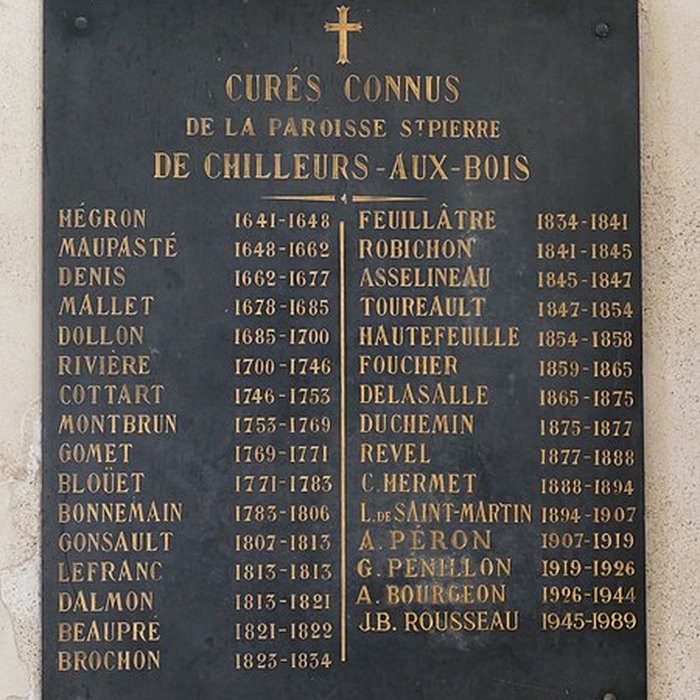 CURÉS CONNUS
DE LA PAROISSE ST PIERRE
DE CHILLEURS-AUX-BOIS
HÉGRON 1641-1648
MAUPASTÉ 1648-1662
DENIS 1662-1677
MALLET 1678-1685
DOLLON 1685-1700
RIVIÈRE 1700-1746
COTTART 1746-1753
MONTBRUN 1753-1769
GOMET 1769-1771
BLOÜET 1771-1783
BONNEMAIN 1783-1806
GONSAULT 1807-1813
LEFRANC 1813-1813
DALMON 1813-1821
BEAUPRÉ 1821-1822
BROCHON 1823-1834
FEUILLÂTRE 1834-1841
ROBICHON 1841-1845
ASSELINEAU 1845-1847
TOUREAULT 1847-1854
HAUTEFEUILLE 1854-1858
FOUCHER 1859-1865
DELASALLE 1865-1875
DUCHEMIN 1875-1877
REVEL 1877-1888
C. HERMET 1888-1894
L. DE SAINT-MARTIN 1894-1907
A. PÉRON 1907-1919
G. PÉNILLON 1919-1926
A. BOURGEON 1926-1944
J.B. ROUSSEAU 1945-1989